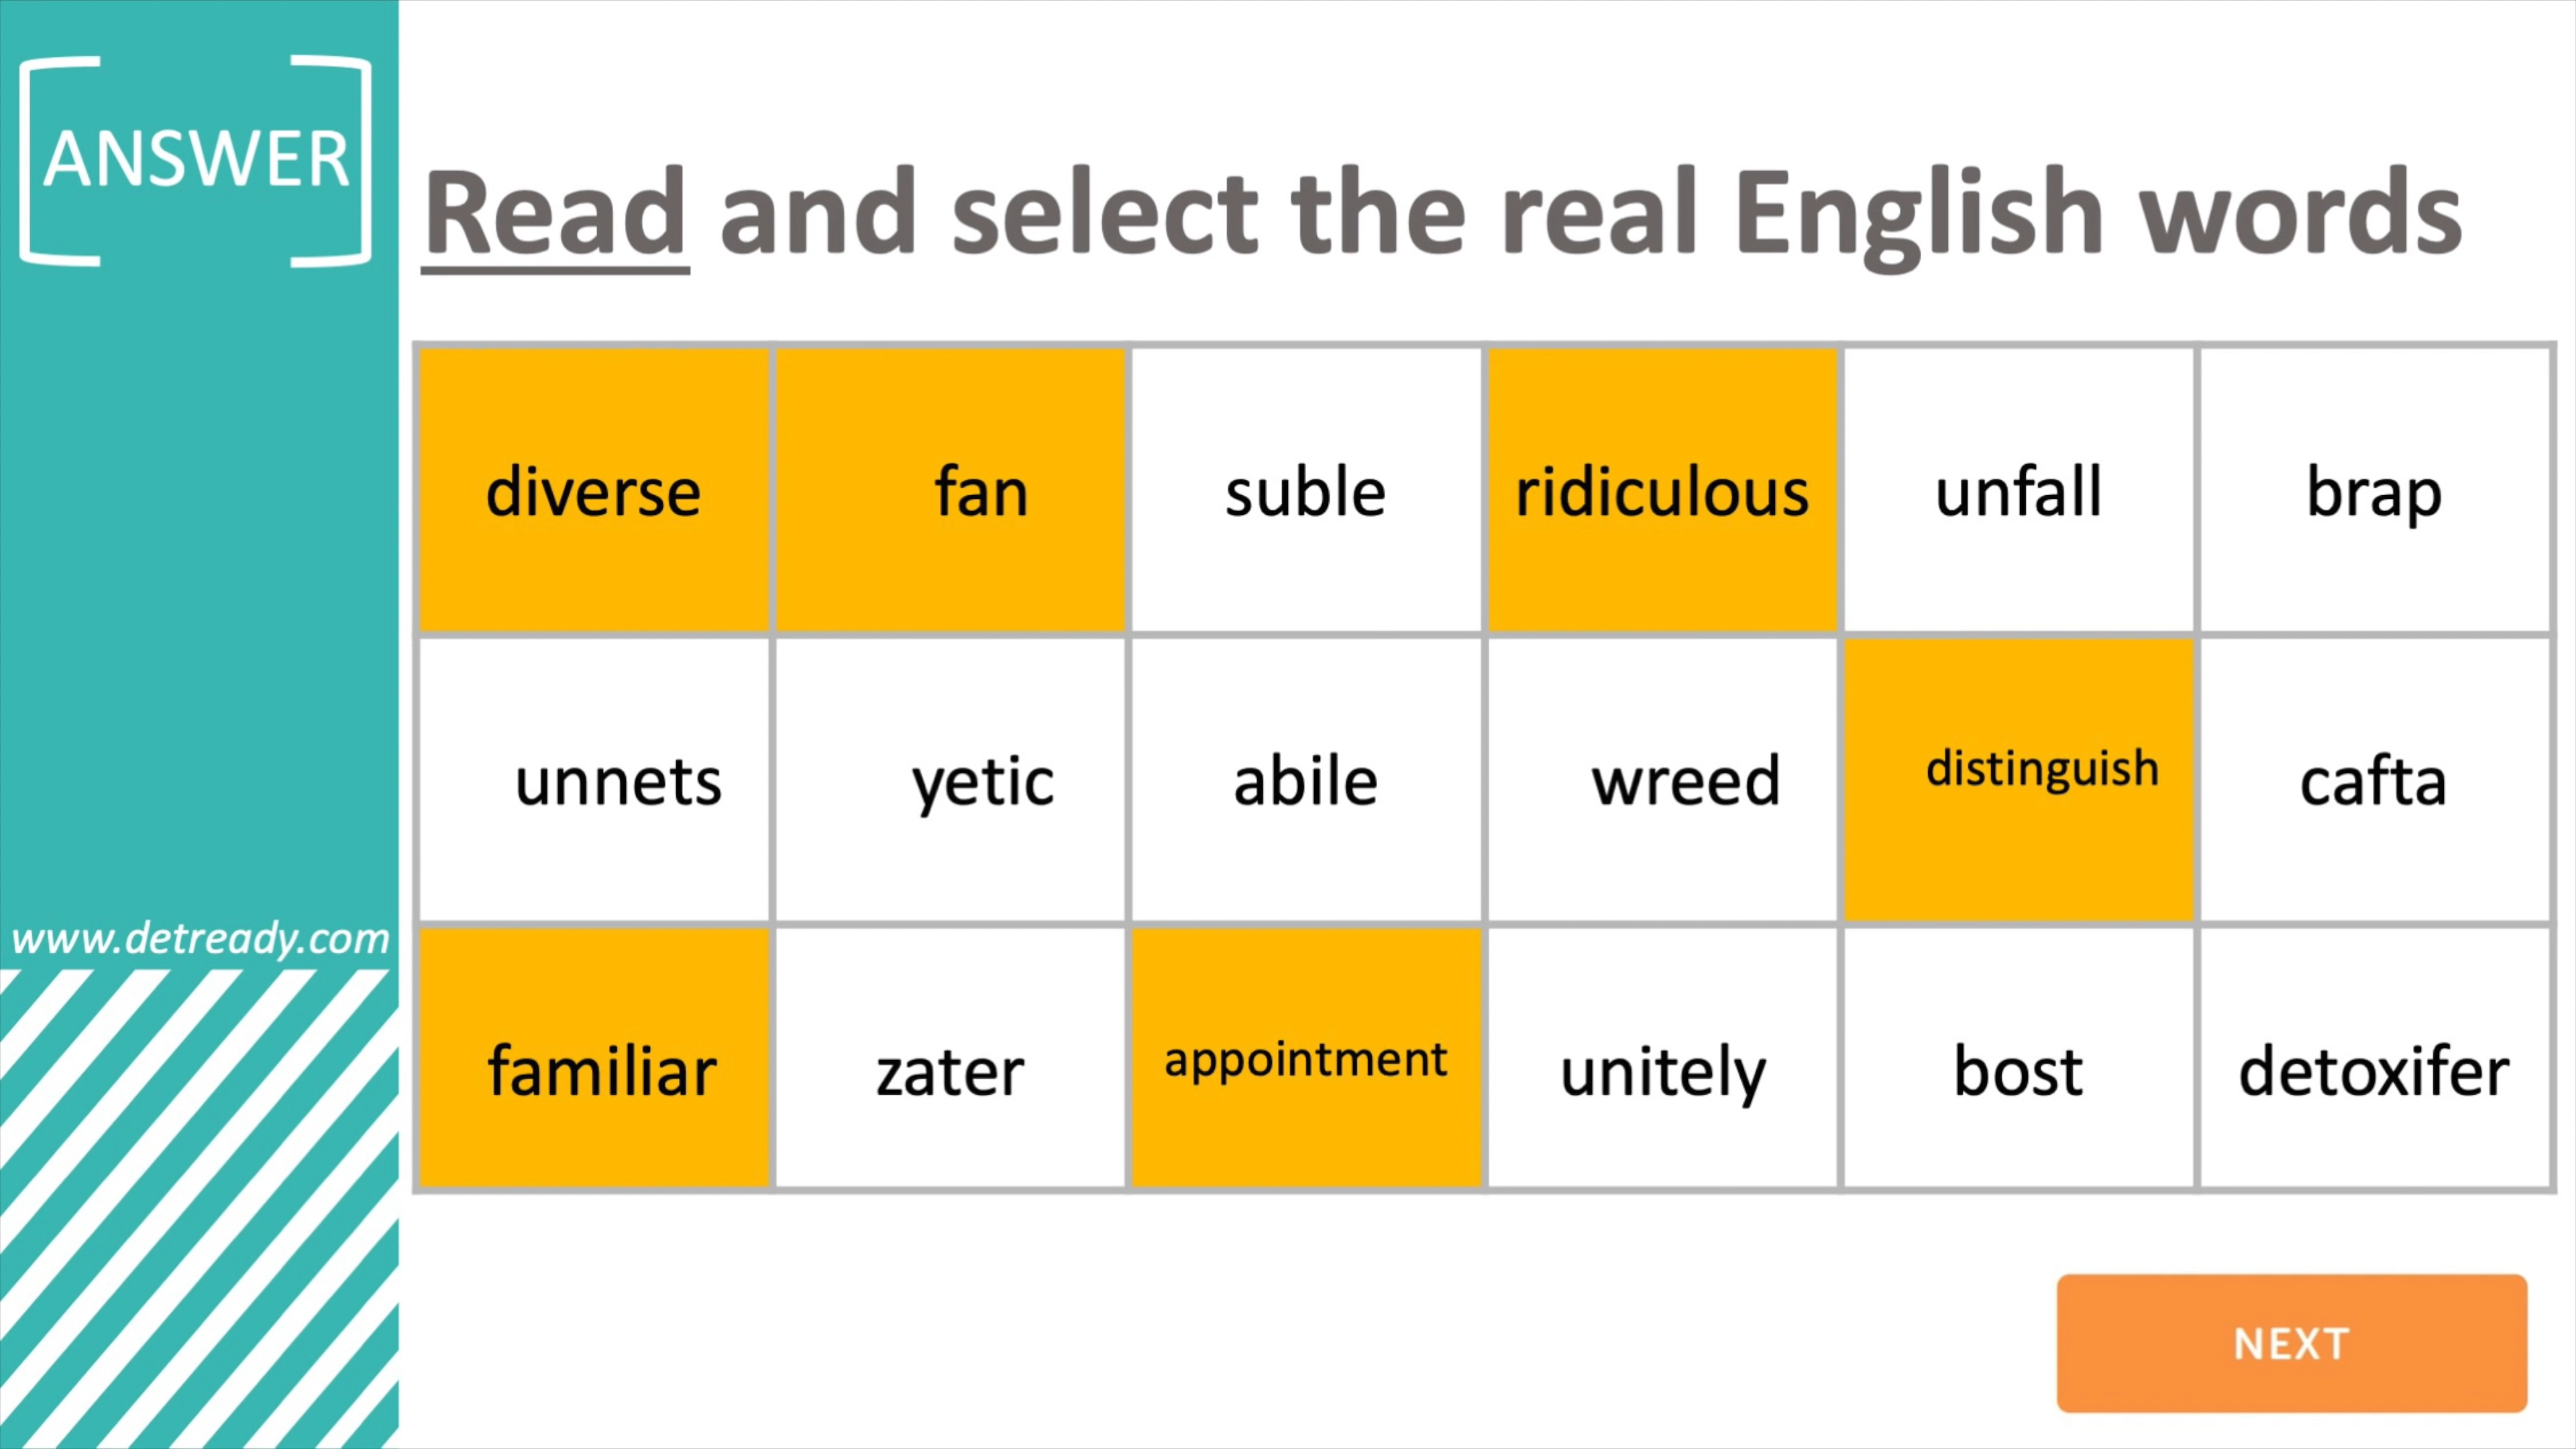 ANSWER
Read and select the real English words
diverse fan suble ridiculous unfall brap
unnets yetic abile wreed distinguish cafta
familiar zater appointment unitely bost detoxifer
www.detready.com
NEXT